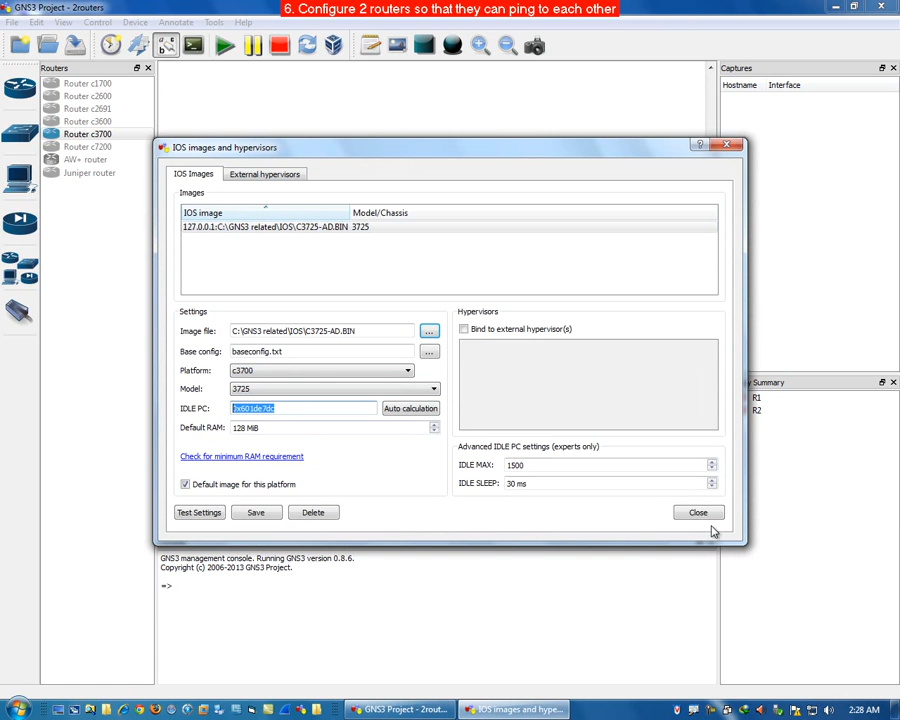 6. Configure 2 routers so that they can ping to each other
GNS3 Project - 2routers
File Edit View Control Device Annotate Tools Help
Routers
Captures
Router c1700
Router c2600
Router c2691
Router c3600
Router c3700
Router c7200
AW+ router
Juniper router
Hostname Interface
IOS images and hypervisors
IOS Images External hypervisors
Images
IOS image Model/Chassis
127.0.0.1:C:\GNS3 related\IOS\C3725-AD.BIN 3725
Settings
Image file: C:\GNS3 related\IOS\C3725-AD.BIN ...
Base config: baseconfig.txt ...
Platform: c3700
Model: 3725
IDLE PC: 0x601de7dc Auto calculation
Default RAM: 128 MiB
Check for minimum RAM requirement
Default image for this platform
Test Settings Save Delete
Hypervisors
Bind to external hypervisor(s)
Advanced IDLE PC settings (experts only)
IDLE MAX: 1500
IDLE SLEEP: 30 ms
Close
Summary
R1
R2
GNS3 management console. Running GNS3 version 0.8.6.
Copyright (c) 2006-2013 GNS3 Project.
=>
GNS3 Project - 2rout... IOS images and hype... 2:28 AM